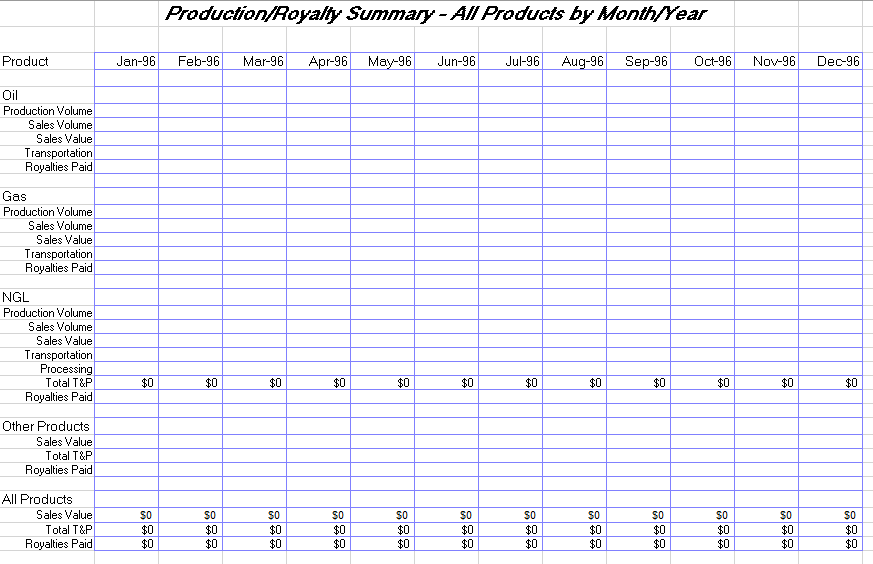 Production/Royalty Summary - All Products by Month/Year
Product Jan-96 Feb-96 Mar-96 Apr-96 May-96 Jun-96 Jul-96 Aug-96 Sep-96 Oct-96 Nov-96 Dec-96
Oil
Production Volume
Sales Volume
Sales Value
Transportation
Royalties Paid
Gas
Production Volume
Sales Volume
Sales Value
Transportation
Royalties Paid
NGL
Production Volume
Sales Volume
Sales Value
Transportation
Processing
Total T&P $0 $0 $0 $0 $0 $0 $0 $0 $0 $0 $0 $0
Royalties Paid
Other Products
Sales Value
Total T&P
Royalties Paid
All Products
Sales Value $0 $0 $0 $0 $0 $0 $0 $0 $0 $0 $0 $0
Total T&P $0 $0 $0 $0 $0 $0 $0 $0 $0 $0 $0 $0
Royalties Paid $0 $0 $0 $0 $0 $0 $0 $0 $0 $0 $0 $0